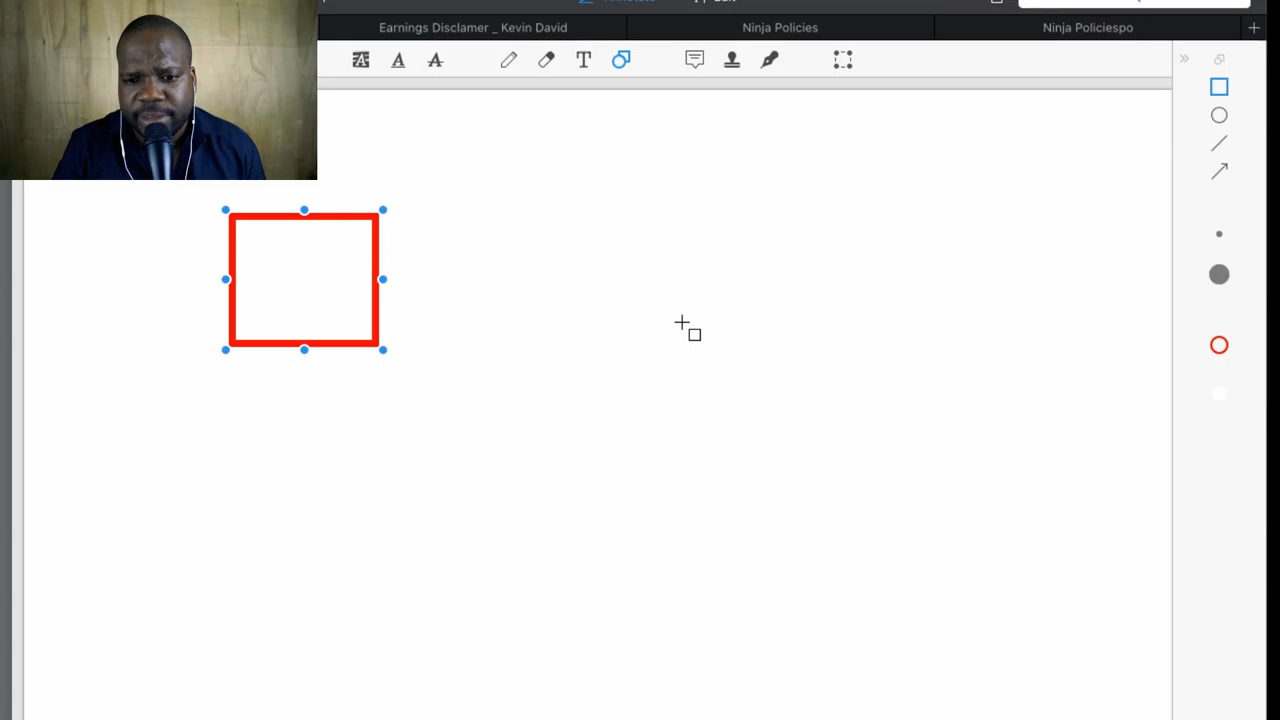 Earnings Disclamer _ Kevin David
Ninja Policies
Ninja Policiespo